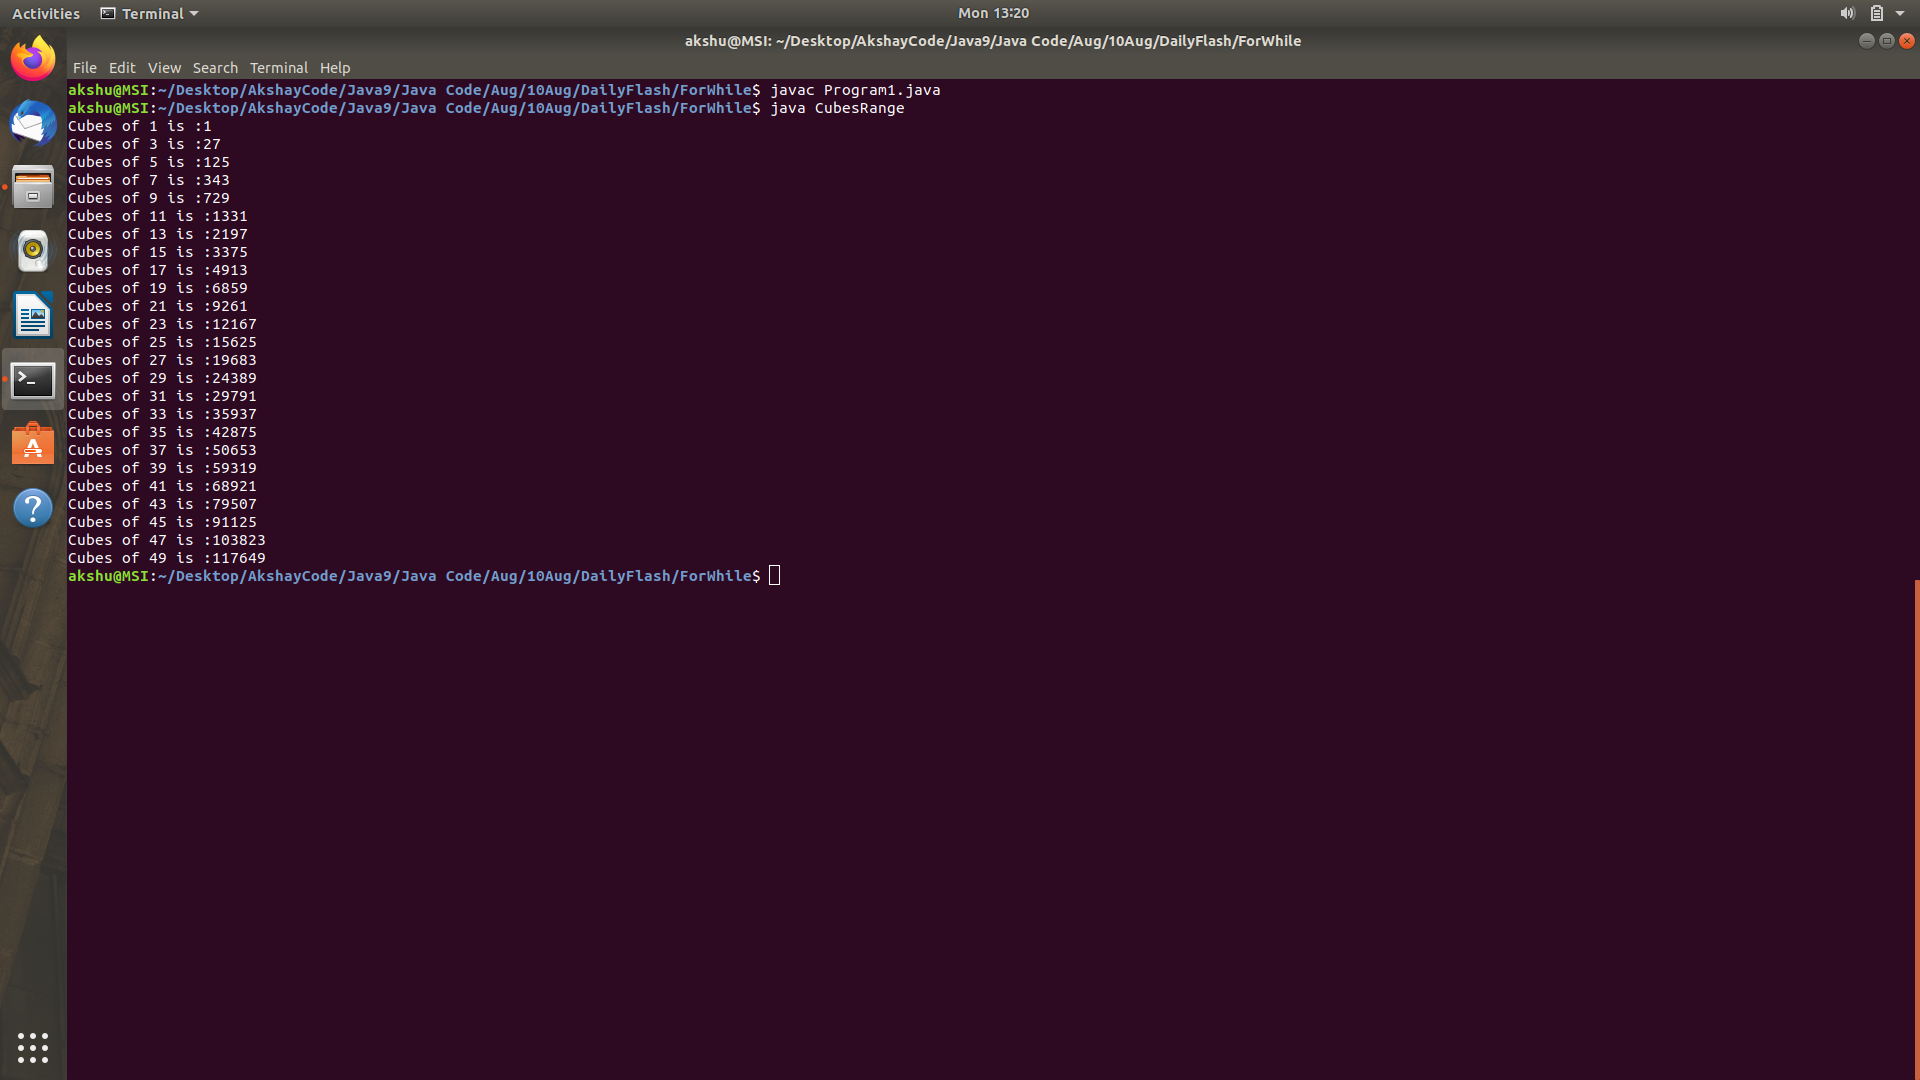 Activities Terminal Mon 13:20
akshu@MSI: ~/Desktop/AkshayCode/Java9/Java Code/Aug/10Aug/DailyFlash/ForWhile
File Edit View Search Terminal Help
akshu@MSI:~/Desktop/AkshayCode/Java9/Java Code/Aug/10Aug/DailyFlash/ForWhile$ javac Program1.java
akshu@MSI:~/Desktop/AkshayCode/Java9/Java Code/Aug/10Aug/DailyFlash/ForWhile$ java CubesRange
Cubes of 1 is :1
Cubes of 3 is :27
Cubes of 5 is :125
Cubes of 7 is :343
Cubes of 9 is :729
Cubes of 11 is :1331
Cubes of 13 is :2197
Cubes of 15 is :3375
Cubes of 17 is :4913
Cubes of 19 is :6859
Cubes of 21 is :9261
Cubes of 23 is :12167
Cubes of 25 is :15625
Cubes of 27 is :19683
Cubes of 29 is :24389
Cubes of 31 is :29791
Cubes of 33 is :35937
Cubes of 35 is :42875
Cubes of 37 is :50653
Cubes of 39 is :59319
Cubes of 41 is :68921
Cubes of 43 is :79507
Cubes of 45 is :91125
Cubes of 47 is :103823
Cubes of 49 is :117649
akshu@MSI:~/Desktop/AkshayCode/Java9/Java Code/Aug/10Aug/DailyFlash/ForWhile$